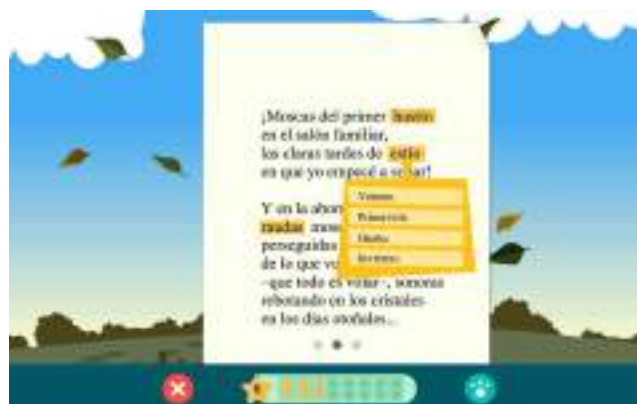 ¡Moscas del primer hastío
en el salón familiar,
las claras tardes de estío
en que yo empecé a soñar!
Verano
Primavera
Otoño
Invierno
Y en la
raudas
perseguidas
de lo que
–que todo es volar–, sonoras
rebotando en los cristales
en los días otoñales...